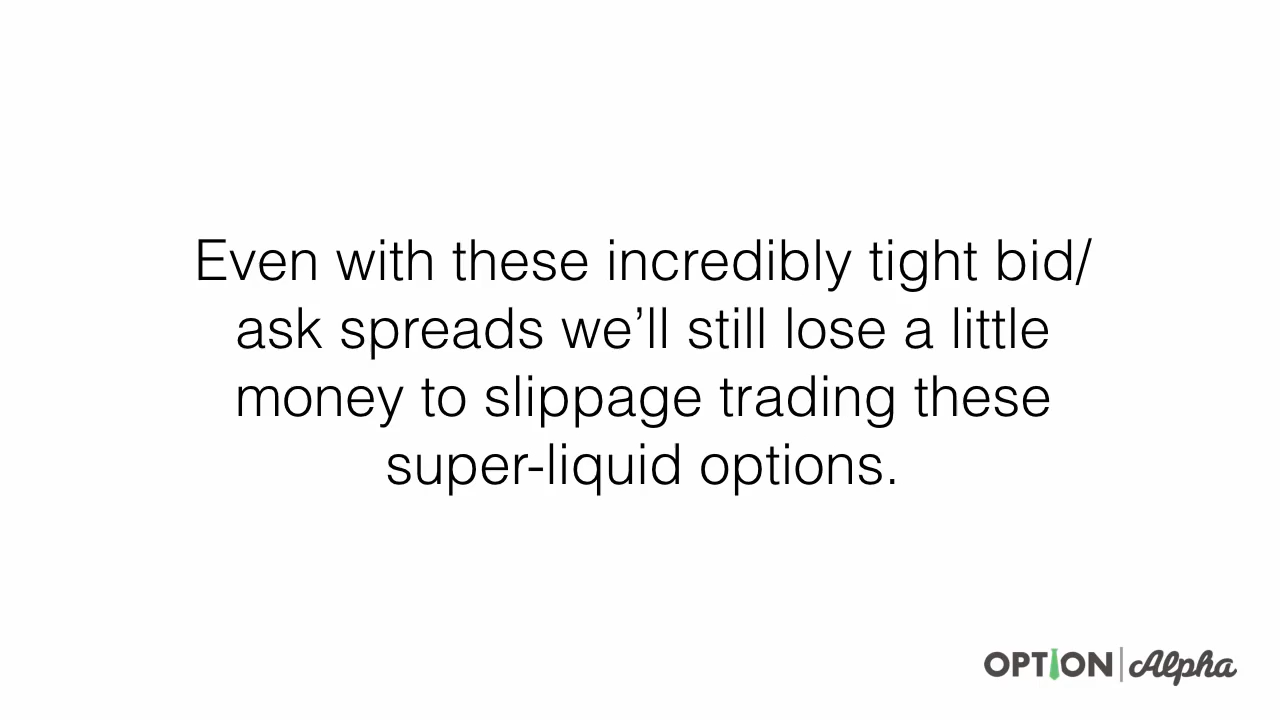 Even with these incredibly tight bid/
ask spreads we’ll still lose a little
money to slippage trading these
super-liquid options.
OPTION | Alpha